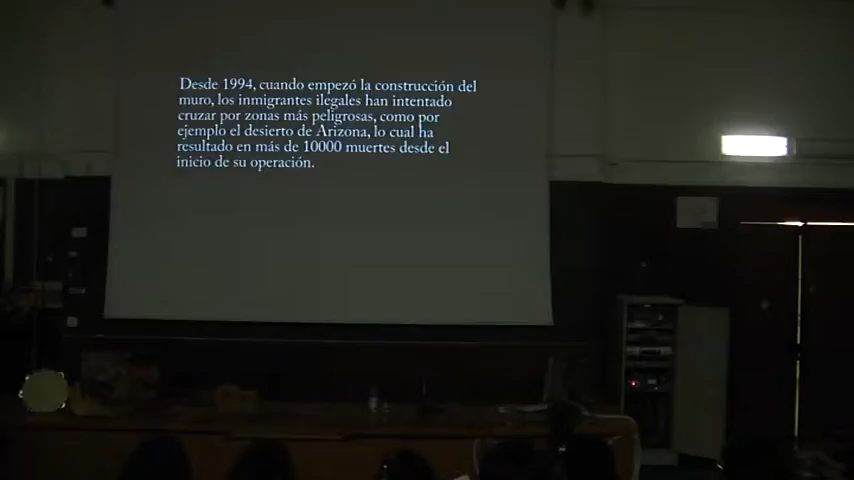 Desde 1994, cuando empezó la construcción del
muro, los inmigrantes ilegales han intentado
cruzar por zonas más peligrosas, como por
ejemplo el desierto de Arizona, lo cual ha
resultado en más de 10000 muertes desde el
inicio de su operación.